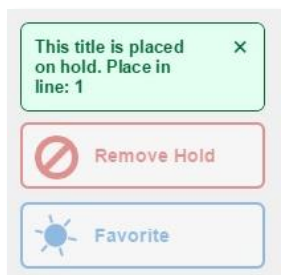 This title is placed
on hold. Place in
line: 1
Remove Hold
Favorite